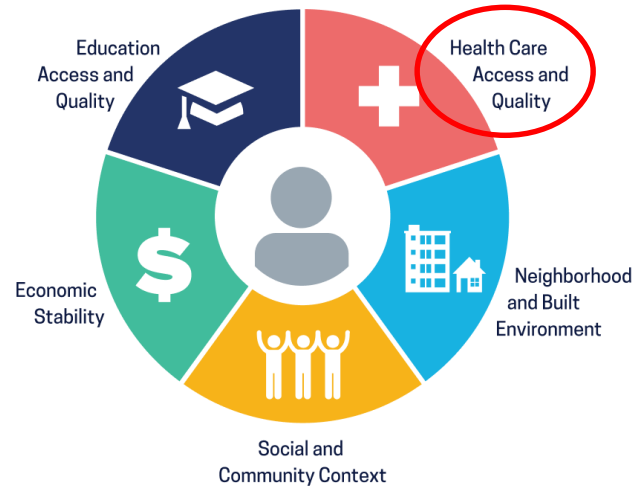 Education
Access and
Quality
Health Care
Access and
Quality
$
Economic
Stability
Neighborhood
and Built
Environment
Social and
Community Context